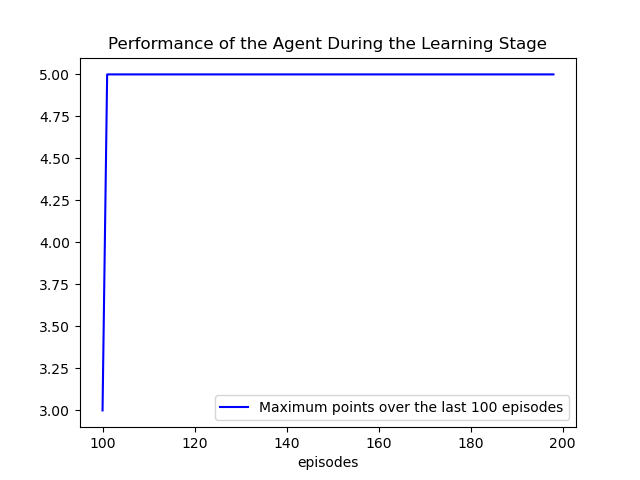 Performance of the Agent During the Learning Stage
5.00
4.75
4.50
4.25
4.00
3.75
3.50
3.25
3.00
Maximum points over the last 100 episodes
100 120 140 160 180 200
episodes